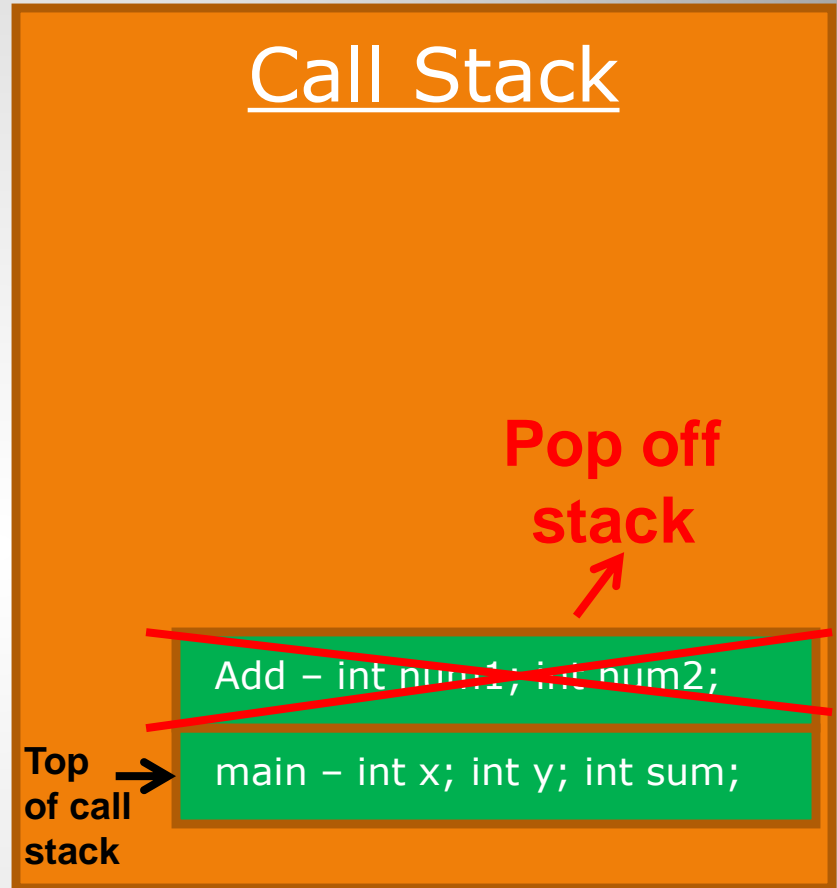 Call Stack
Pop off
stack
Add – int num1; int num2;
main – int x; int y; int sum;
Top
of call
stack